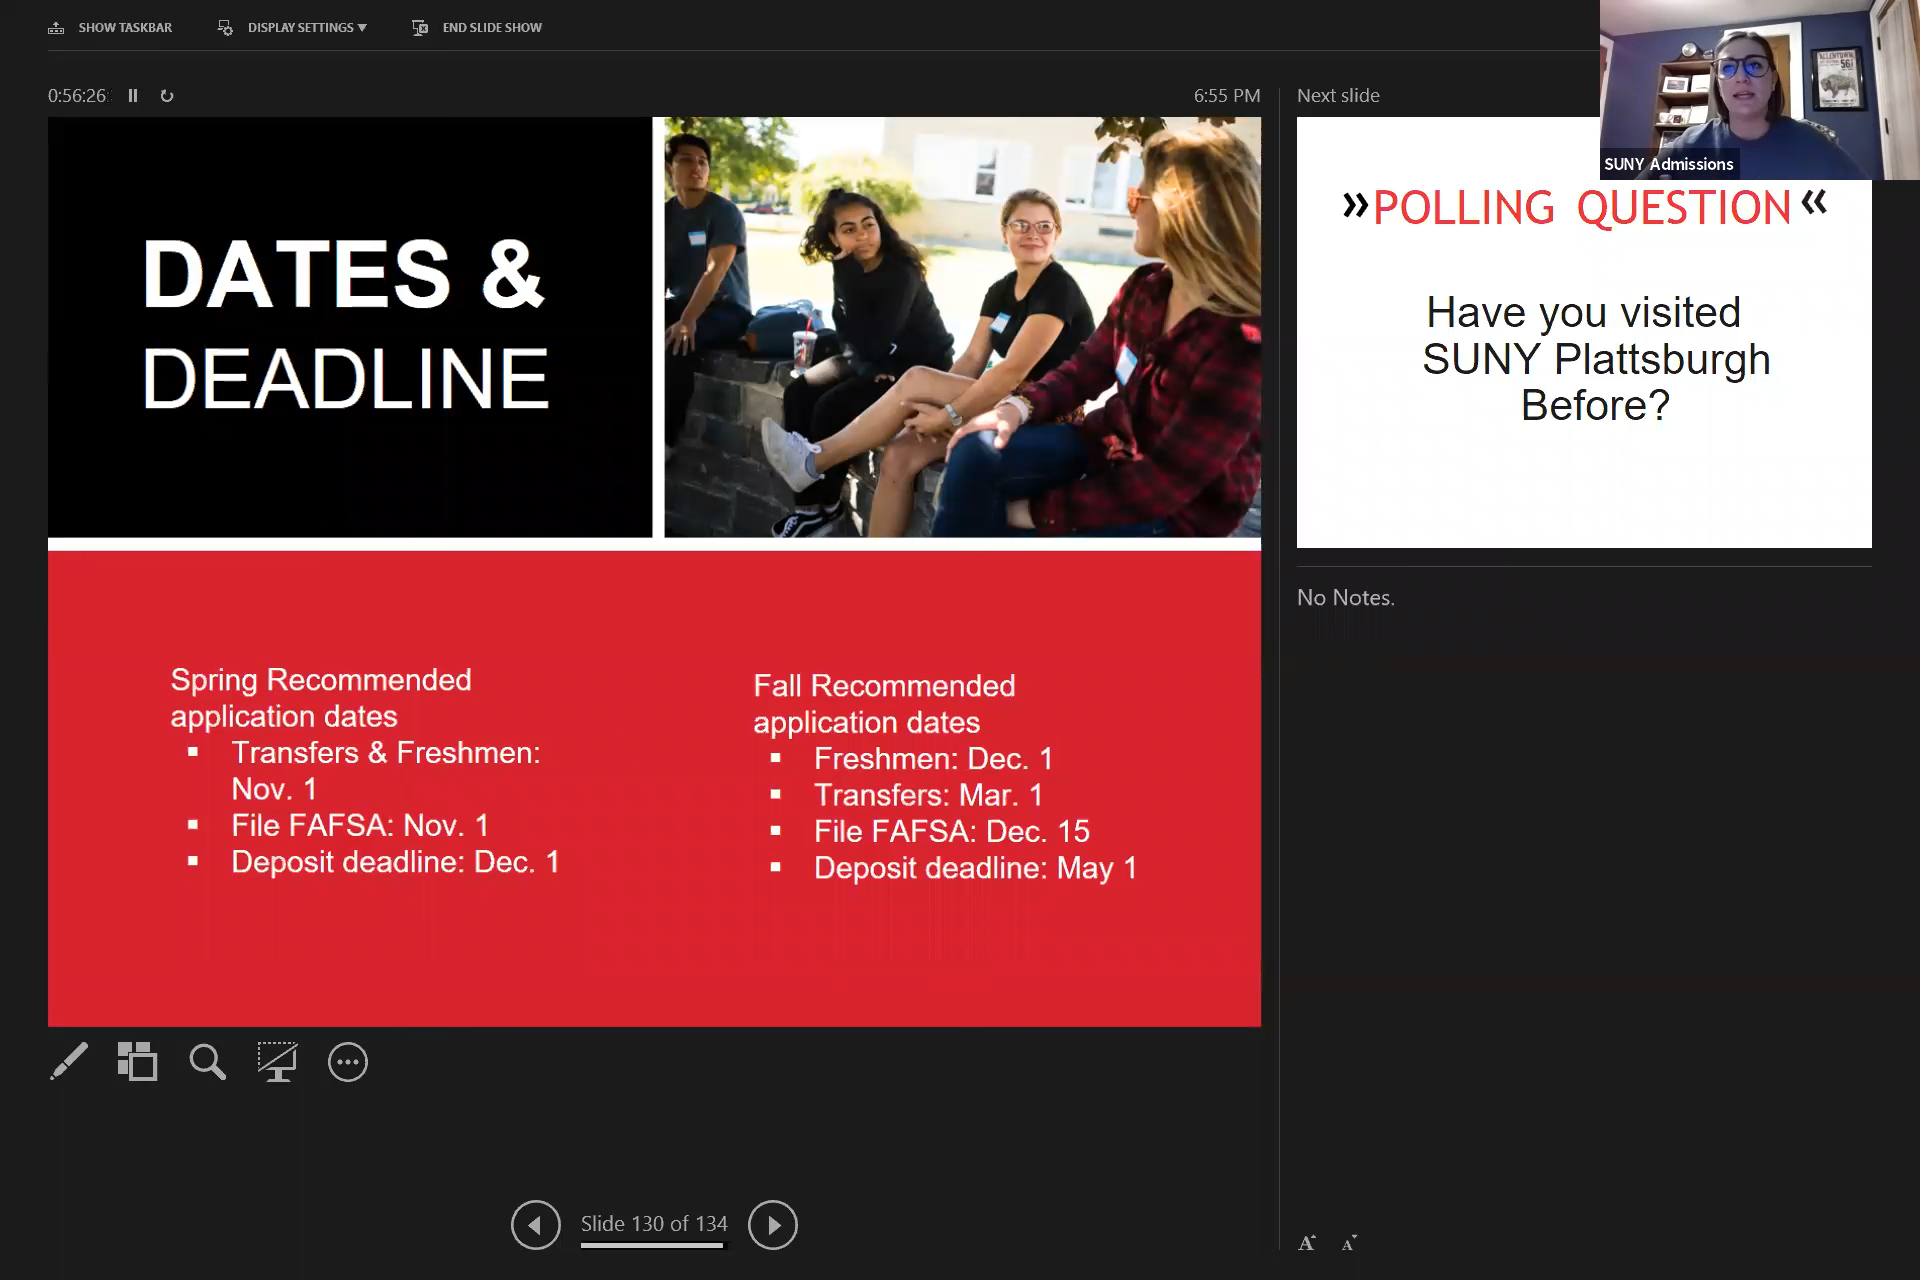 SHOW TASKBAR
DISPLAY SETTINGS
END SLIDE SHOW
0:56:26
6:55 PM
Next slide
DATES &
DEADLINE
Spring Recommended
application dates
Transfers & Freshmen:
Nov. 1
File FAFSA: Nov. 1
Deposit deadline: Dec. 1
Fall Recommended
application dates
Freshmen: Dec. 1
Transfers: Mar. 1
File FAFSA: Dec. 15
Deposit deadline: May 1
ALLENTOWN
561
SUNY Admissions
»POLLING QUESTION«
Have you visited
SUNY Plattsburgh
Before?
No Notes.
Slide 130 of 134
A A